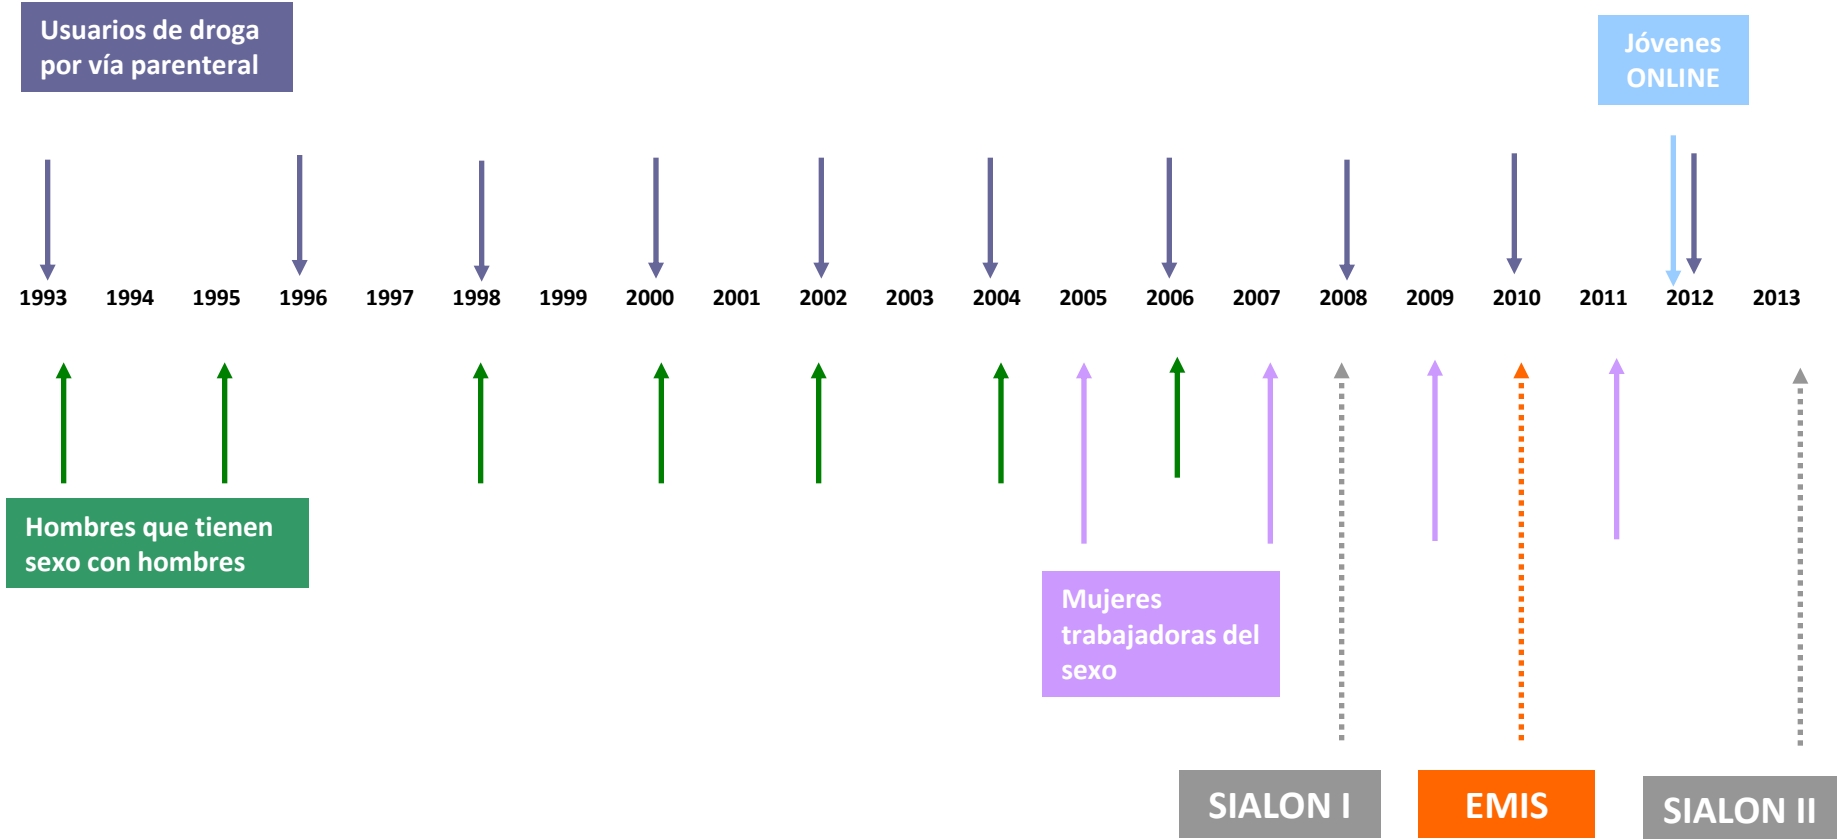 Usuarios de droga
por vía parenteral
Jóvenes
ONLINE
1993 1994 1995 1996 1997 1998 1999 2000 2001 2002 2003 2004 2005 2006 2007 2008 2009 2010 2011 2012 2013
Hombres que tienen
sexo con hombres
Mujeres
trabajadoras del
sexo
SIALON I
EMIS
SIALON II